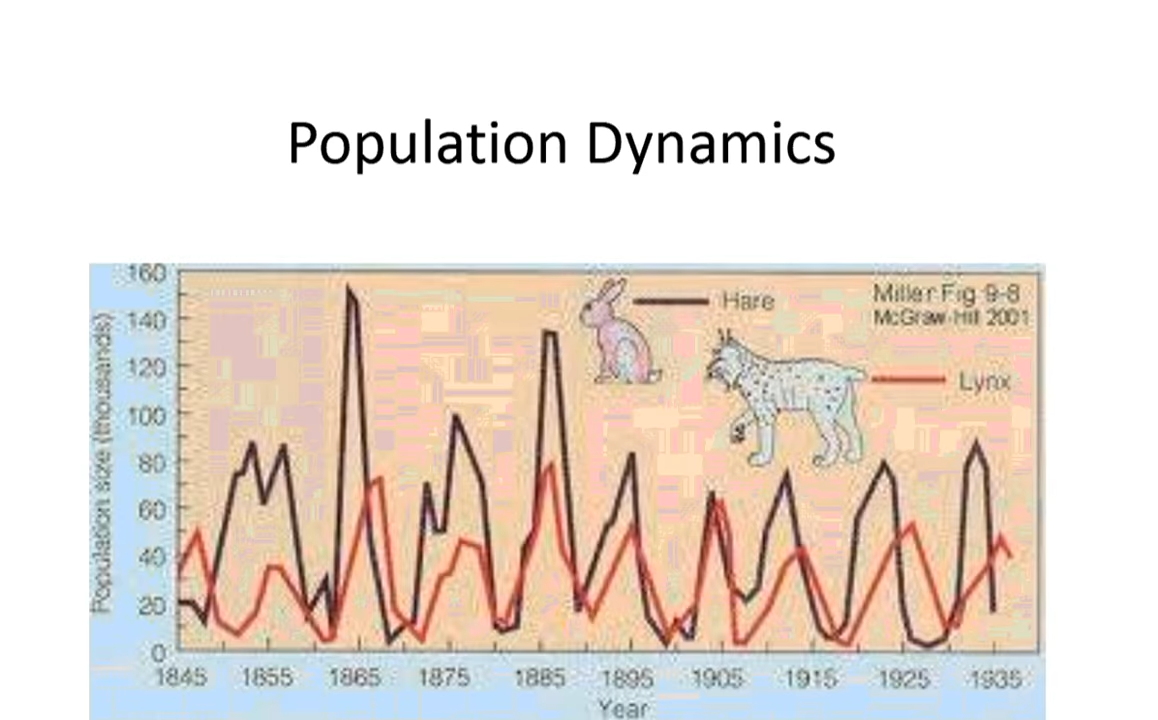 Population Dynamics
160
140
120
100
80
60
40
20
0
Population size (thousands)
Hare
Miller Fig 9-8
McGraw-Hill 2001
Lynx
1845 1855 1865 1875 1885 1895 1905 1915 1925 1935
Year